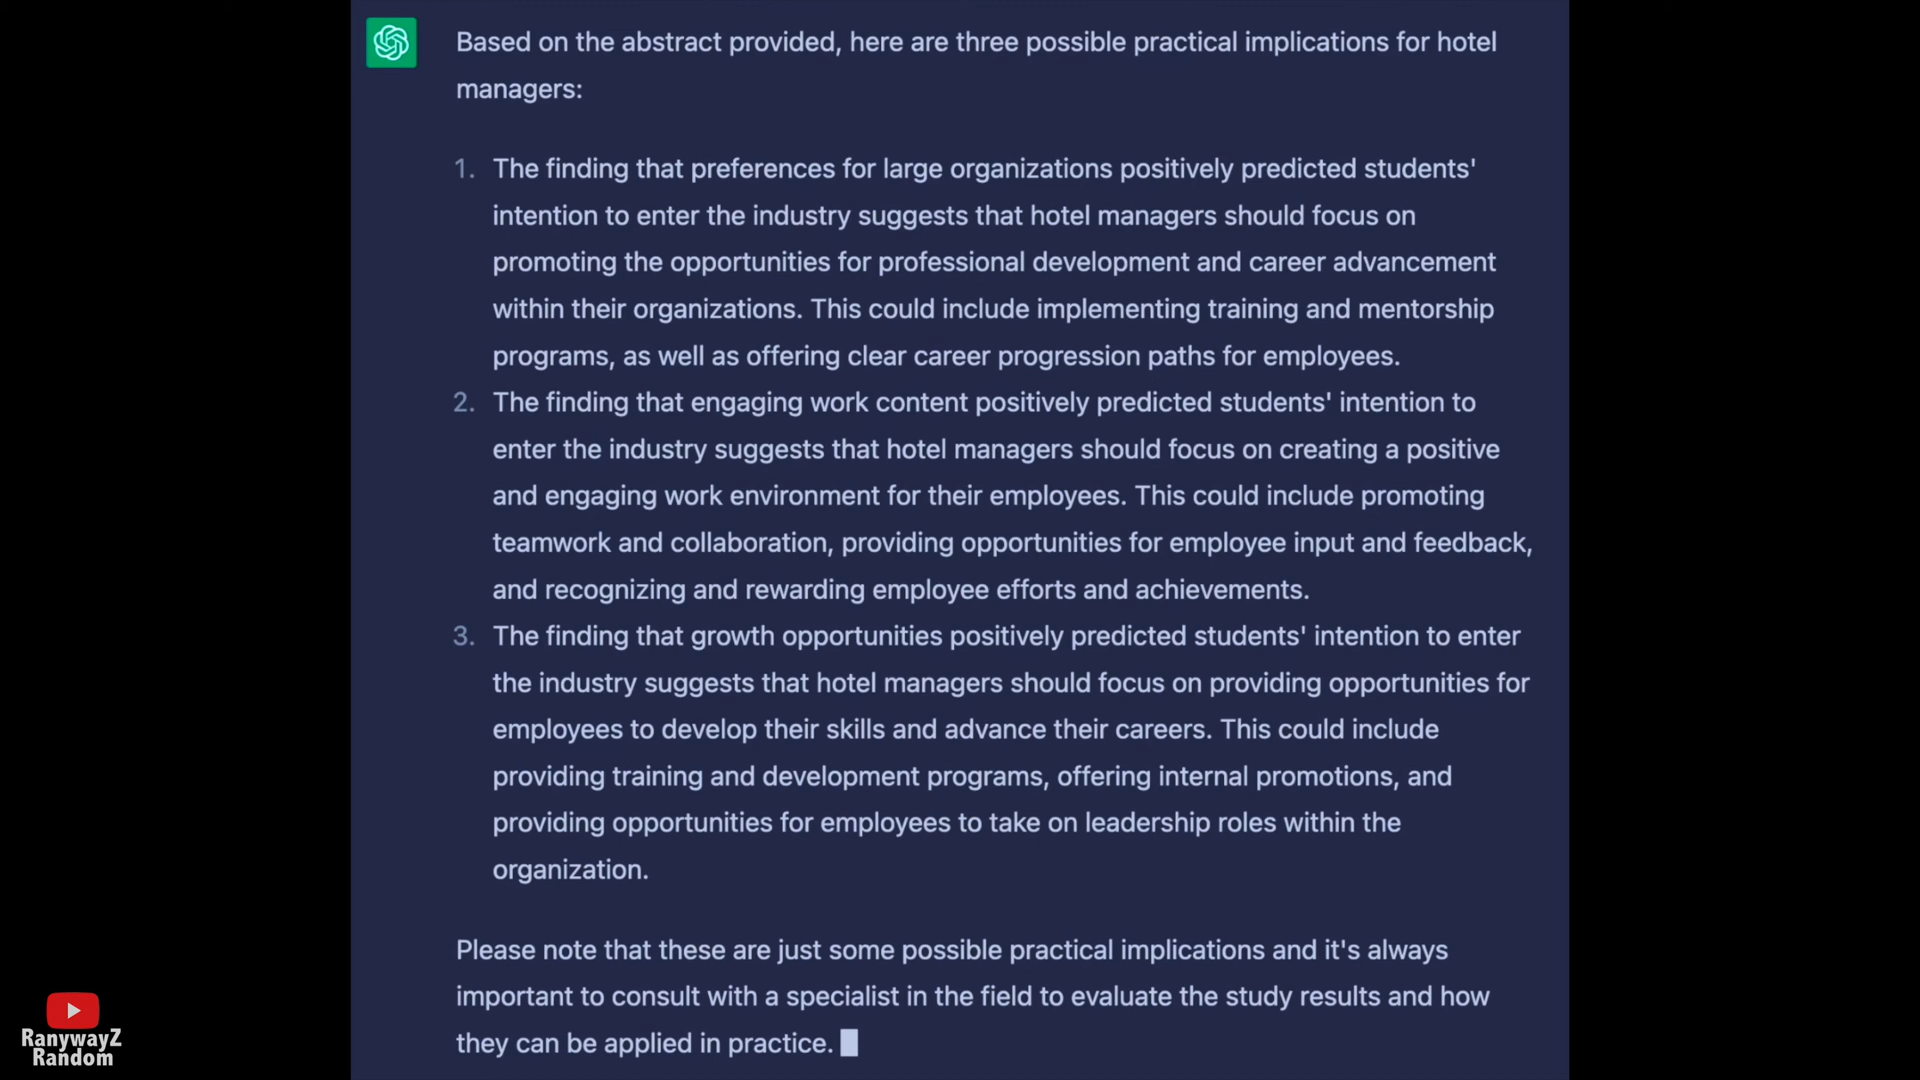 Based on the abstract provided, here are three possible practical implications for hotel
managers:
1. The finding that preferences for large organizations positively predicted students'
intention to enter the industry suggests that hotel managers should focus on
promoting the opportunities for professional development and career advancement
within their organizations. This could include implementing training and mentorship
programs, as well as offering clear career progression paths for employees.
2. The finding that engaging work content positively predicted students' intention to
enter the industry suggests that hotel managers should focus on creating a positive
and engaging work environment for their employees. This could include promoting
teamwork and collaboration, providing opportunities for employee input and feedback,
and recognizing and rewarding employee efforts and achievements.
3. The finding that growth opportunities positively predicted students' intention to enter
the industry suggests that hotel managers should focus on providing opportunities for
employees to develop their skills and advance their careers. This could include
providing training and development programs, offering internal promotions, and
providing opportunities for employees to take on leadership roles within the
organization.
Please note that these are just some possible practical implications and it's always
important to consult with a specialist in the field to evaluate the study results and how
they can be applied in practice.
RanywayZ
Random